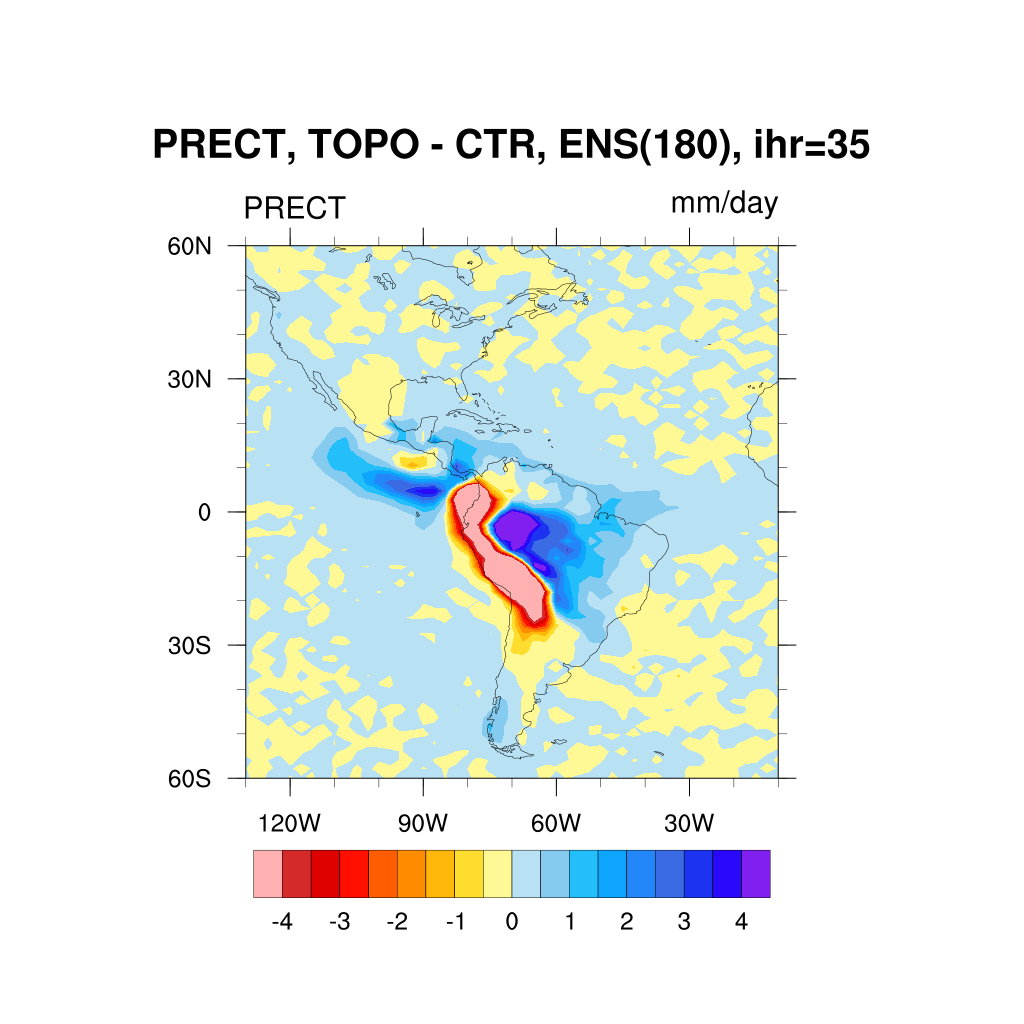 PRECT, TOPO - CTR, ENS(180), ihr=35
PRECT mm/day
60N
30N
0
30S
60S
120W 90W 60W 30W
-4 -3 -2 -1 0 1 2 3 4